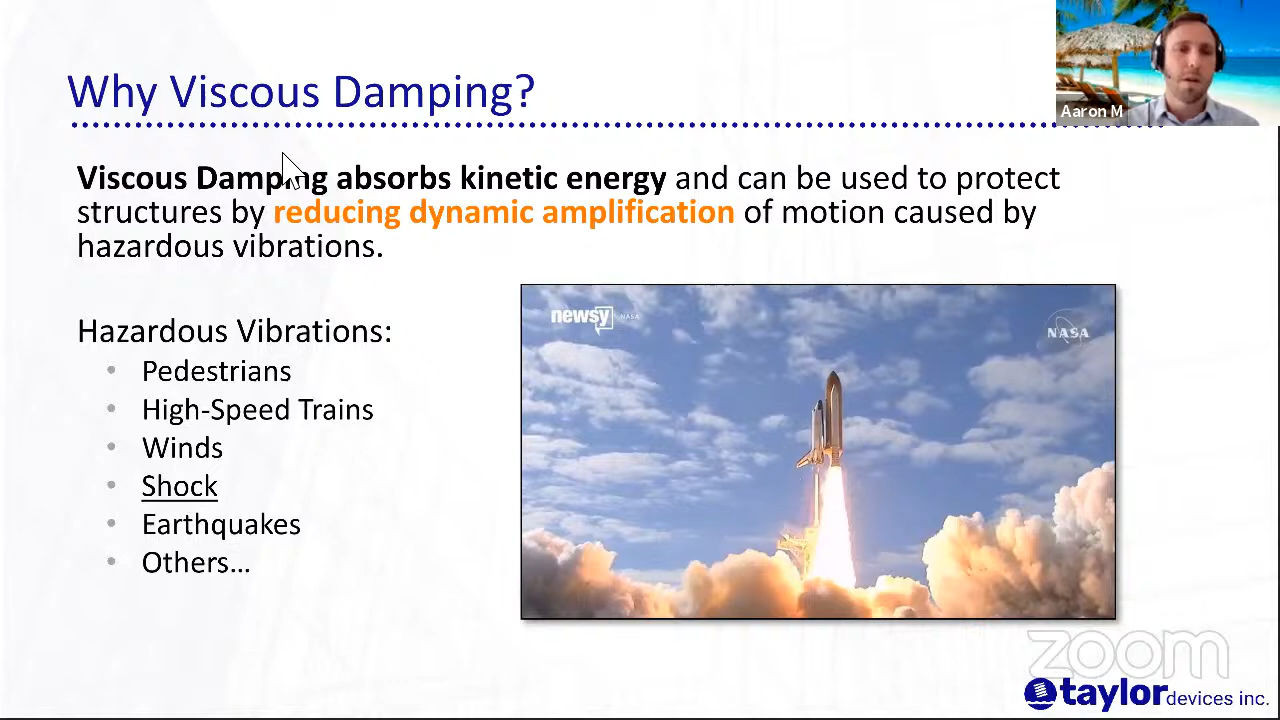 Why Viscous Damping?
Aaron M
Viscous Damping absorbs kinetic energy and can be used to protect
structures by reducing dynamic amplification of motion caused by
hazardous vibrations.
newsy NASA
NASA
Hazardous Vibrations:
• Pedestrians
• High-Speed Trains
• Winds
• Shock
• Earthquakes
• Others...
zoom
taylor devices inc.